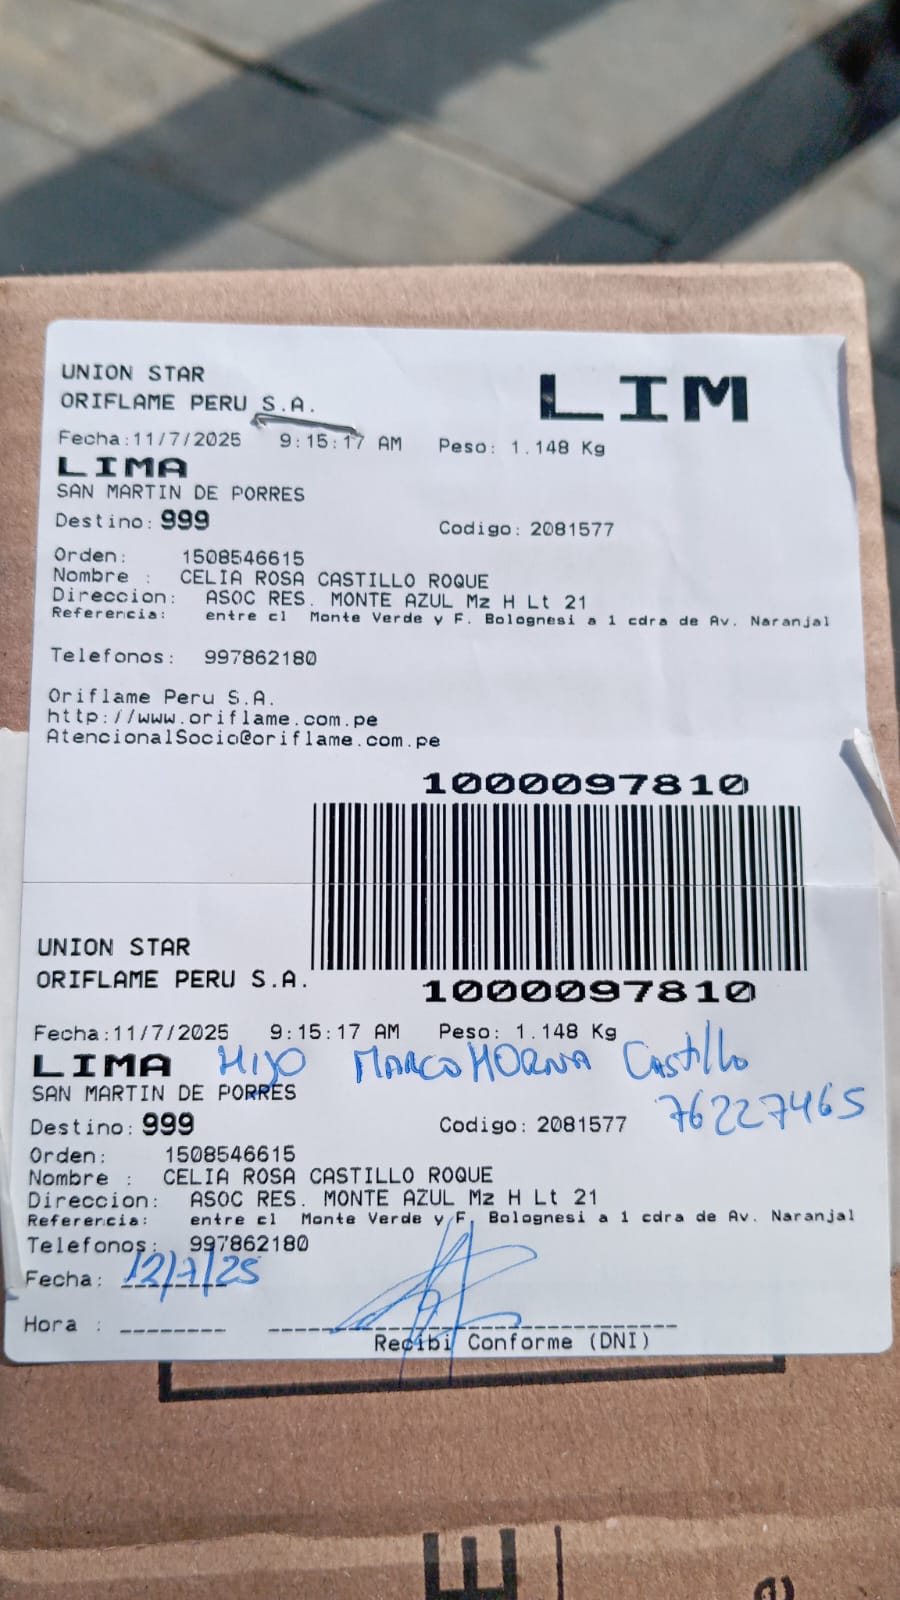 UNION STAR
LIM
ORIFLAME PERU S.A.
Fecha:11/7/2025 9:15:17 AM Peso: 1.148 Kg
LIMA
SAN MARTIN DE PORRES
Destino: 999 Codigo: 2081577
Orden: 1508546615
Nombre : CELIA ROSA CASTILLO ROQUE
Direccion: ASOC RES. MONTE AZUL Mz H Lt 21
Referencia: entre cl Monte Verde y F. Bolognesi a 1 cdra de Av. Naranjal
Telefonos: 997862180
Oriflame Peru S.A.
http://www.oriflame.com.pe
AtencionalSocio@oriflame.com.pe
1000097810
UNION STAR
ORIFLAME PERU S.A.
1000097810
Fecha:11/7/2025 9:15:17 AM Peso: 1.148 Kg
LIMA HIJO MARCO HORNA Castillo
SAN MARTIN DE PORRES
76227465
Destino: 999 Codigo: 2081577
Orden: 1508546615
Nombre : CELIA ROSA CASTILLO ROQUE
Direccion: ASOC RES. MONTE AZUL Mz H Lt 21
Referencia: entre cl Monte Verde y F. Bolognesi a 1 cdra de Av. Naranjal
Telefonos: 997862180
Fecha: 12/7/25
Hora :
Recibi Conforme (DNI)